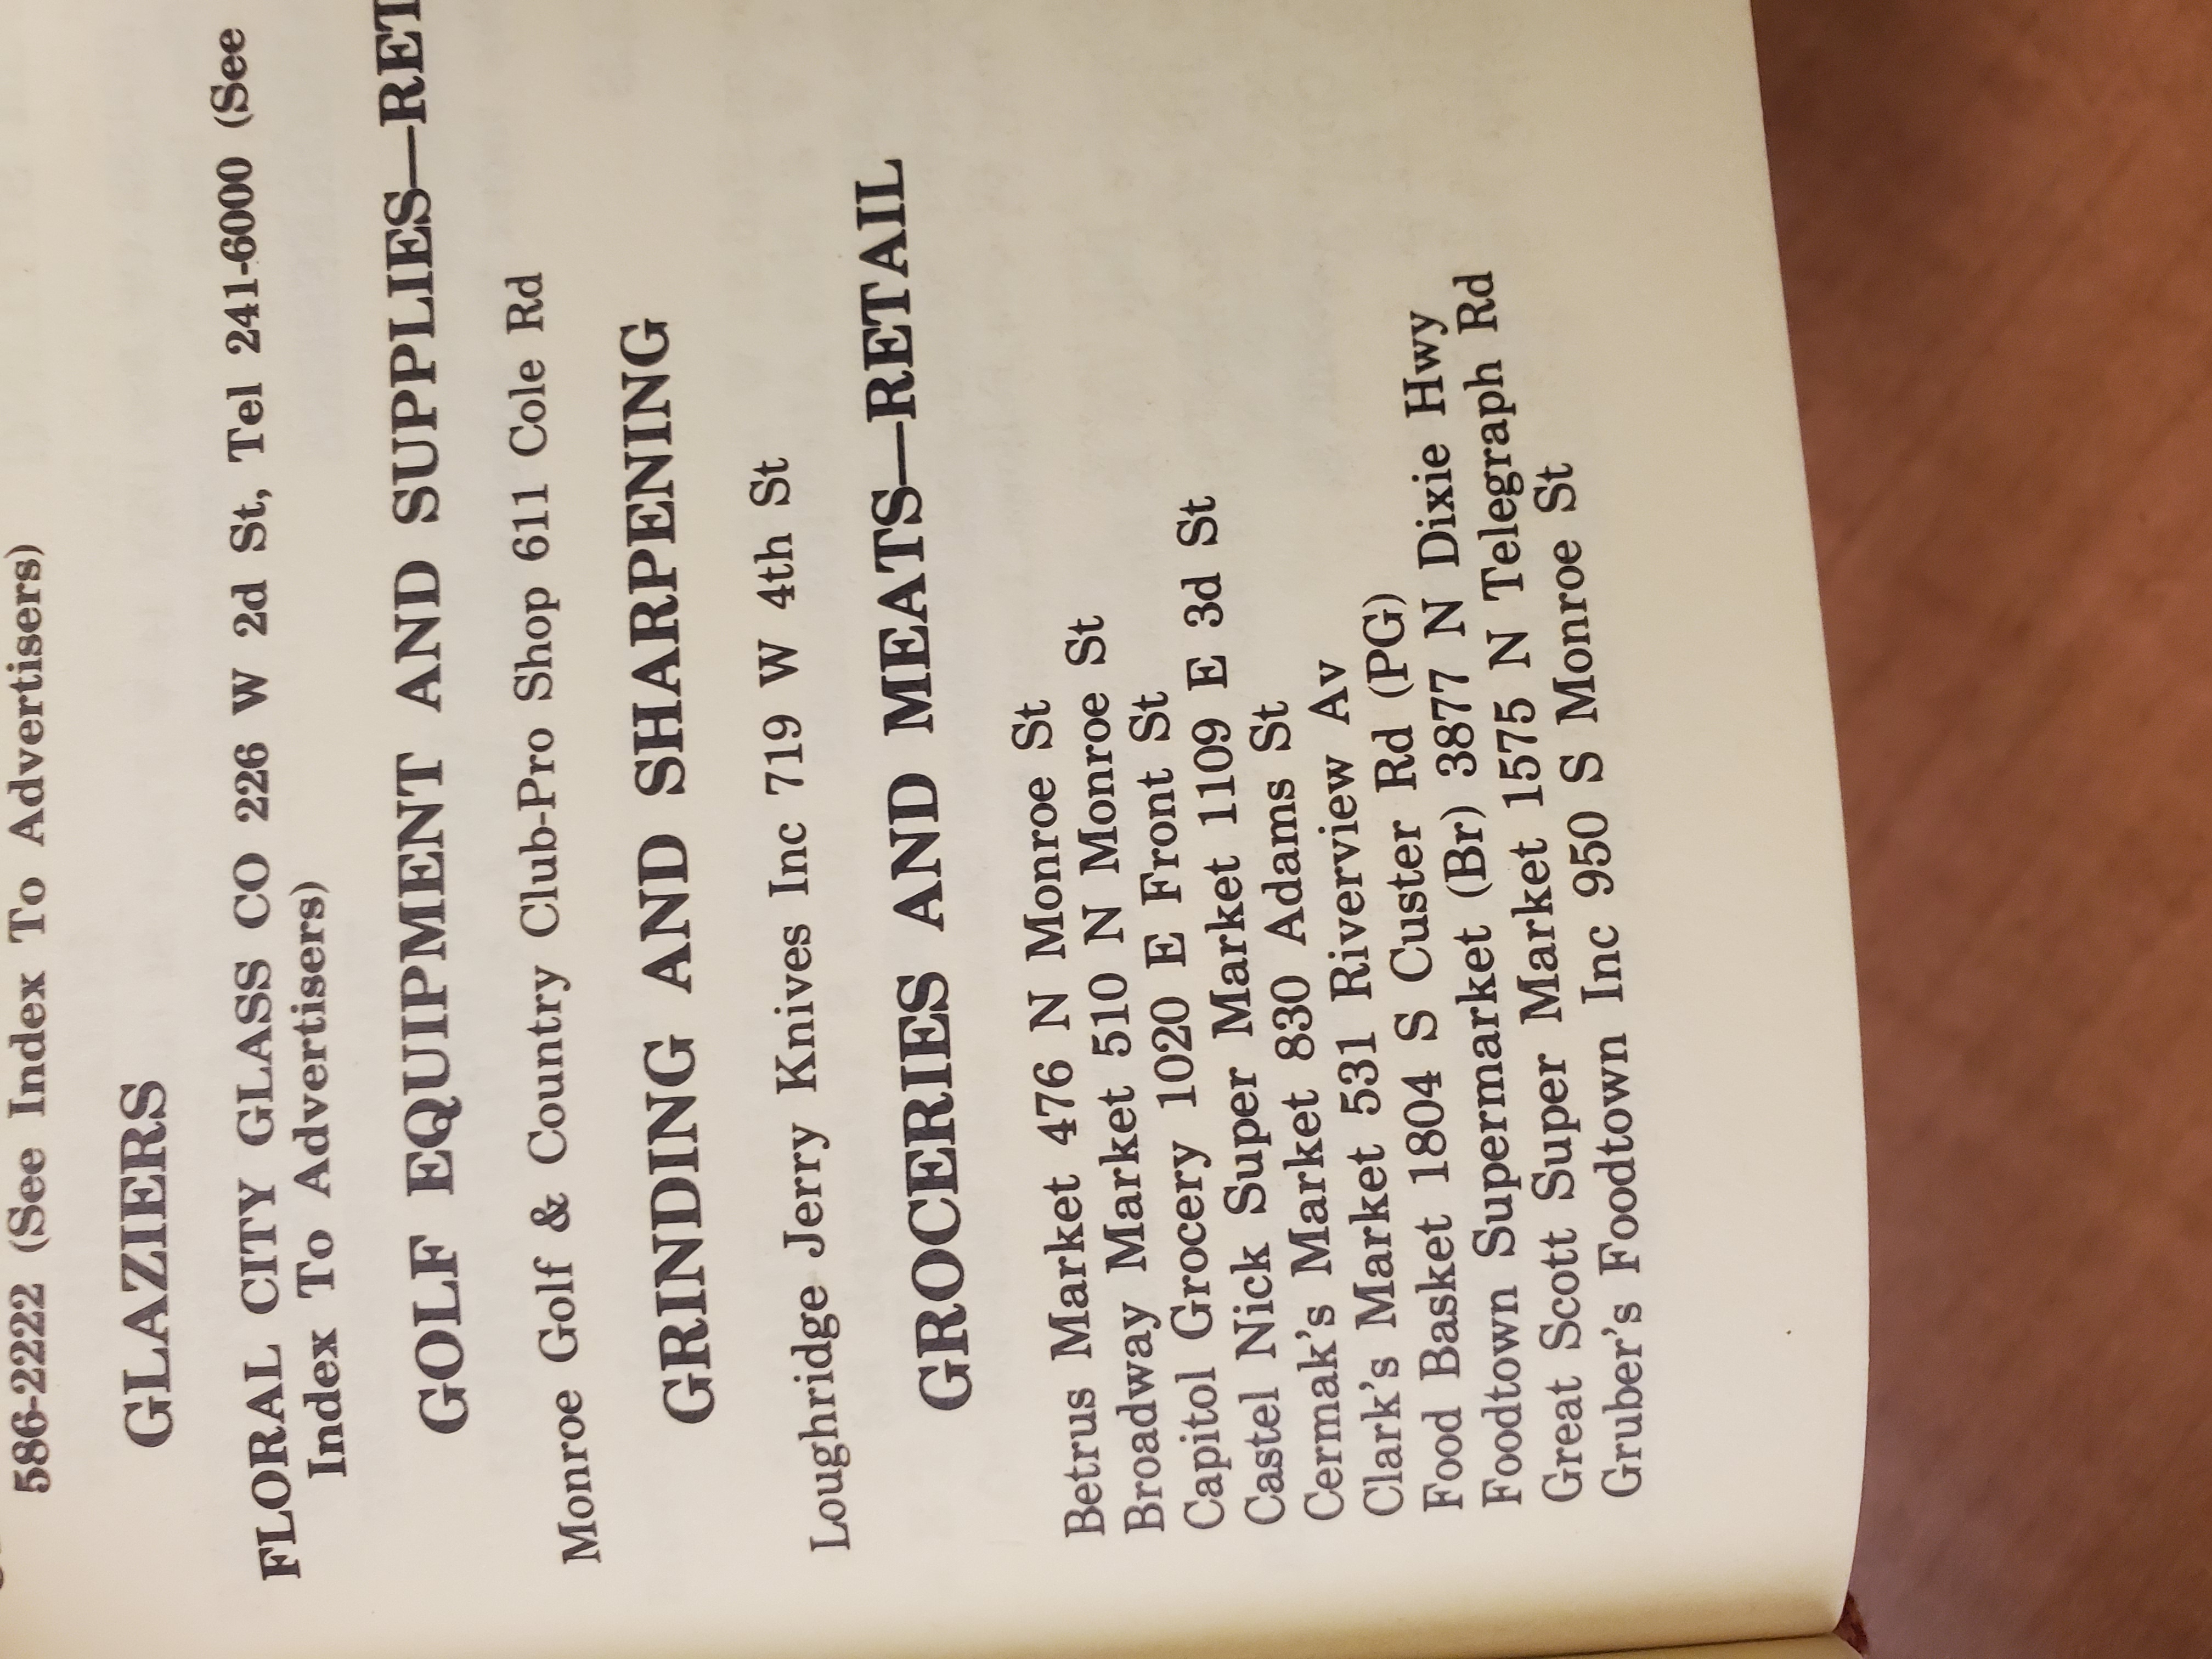 586-2222 (See Index To Advertisers)
GLAZIERS
FLORAL CITY GLASS CO 226 W 2d St, Tel 241-6000 (See
Index To Advertisers)
GOLF EQUIPMENT AND SUPPLIES—RET
Monroe Golf & Country Club-Pro Shop 611 Cole Rd
GRINDING AND SHARPENING
Loughridge Jerry Knives Inc 719 W 4th St
GROCERIES AND MEATS—RETAIL
Betrus Market 476 N Monroe St
Broadway Market 510 N Monroe St
Capitol Grocery 1020 E Front St
Castel Nick Super Market 1109 E 3d St
Cermak's Market 830 Adams St
Clark's Market 531 Riverview Av
Food Basket 1804 S Custer Rd (PG)
Foodtown Supermarket (Br) 3877 N Dixie Hwy
Great Scott Super Market 1575 N Telegraph Rd
Gruber's Foodtown Inc 950 S Monroe St